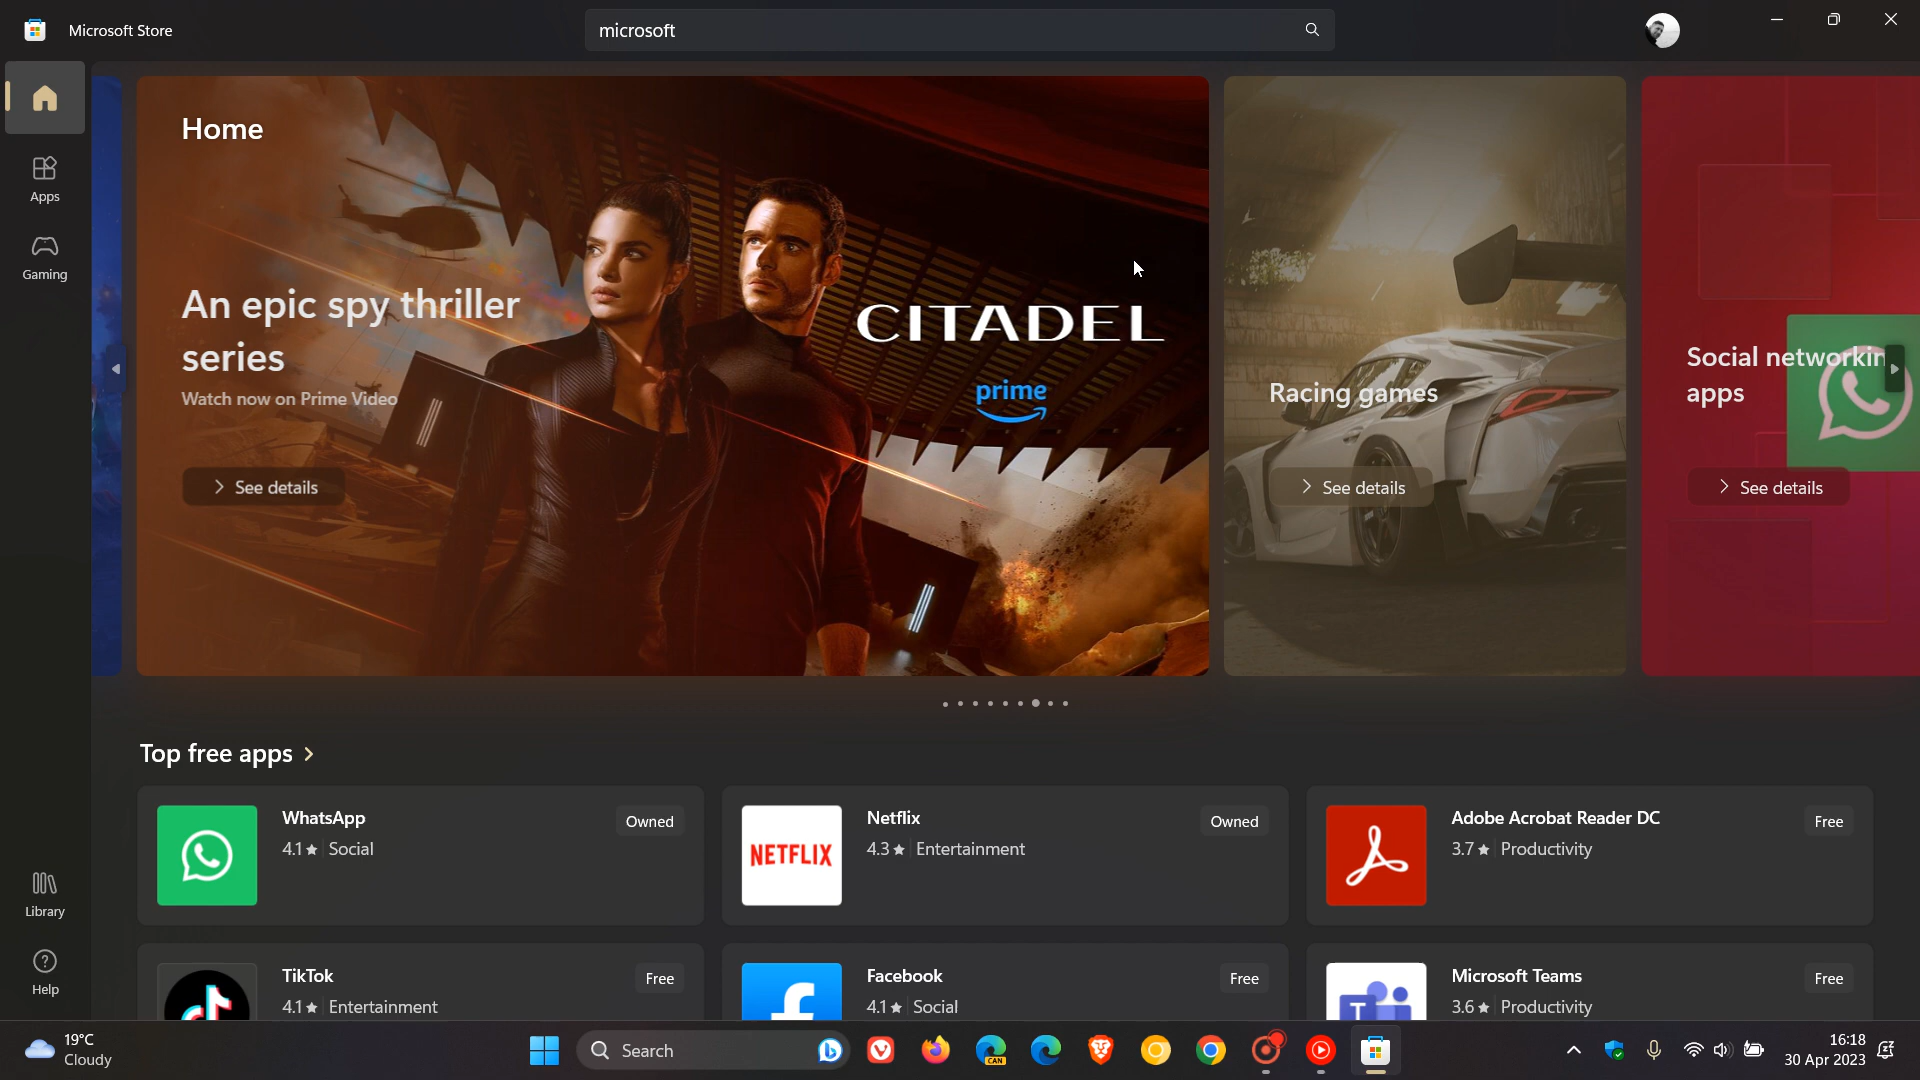 Microsoft Store
microsoft
Home
Apps
Gaming
An epic spy thriller
series
Watch now on Prime Video
See details
CITADEL
prime
Racing games
See details
Social networkin
apps
See details
Top free apps
WhatsApp
4.1★ Social
Owned
NETFLIX
Netflix
4.3★ Entertainment
Owned
Adobe Acrobat Reader DC
3.7★ Productivity
Free
TikTok
4.1★ Entertainment
Free
Facebook
4.1★ Social
Free
T
Microsoft Teams
3.6★ Productivity
Free
Library
Help
19°C
Cloudy
Search
CAN
16:18
30 Apr 2023